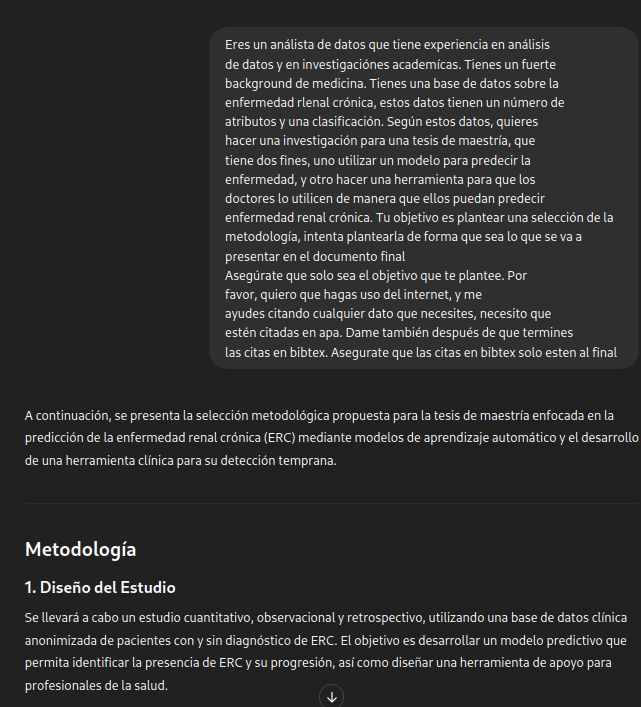 Eres un análista de datos que tiene experiencia en análisis
de datos y en investigaciónes academícas. Tienes un fuerte
background de medicina. Tienes una base de datos sobre la
enfermedad rlenal crónica, estos datos tienen un número de
atributos y una clasificación. Según estos datos, quieres
hacer una investigación para una tesis de maestría, que
tiene dos fines, uno utilizar un modelo para predecir la
enfermedad, y otro hacer una herramienta para que los
doctores lo utilicen de manera que ellos puedan predecir
enfermedad renal crónica. Tu objetivo es plantear una selección de la
metodología, intenta plantearla de forma que sea lo que se va a
presentar en el documento final
Asegúrate que solo sea el objetivo que te plantee. Por
favor, quiero que hagas uso del internet, y me
ayudes citando cualquier dato que necesites, necesito que
estén citadas en apa. Dame también después de que termines
las citas en bibtex. Asegurate que las citas en bibtex solo esten al final
A continuación, se presenta la selección metodológica propuesta para la tesis de maestría enfocada en la
predicción de la enfermedad renal crónica (ERC) mediante modelos de aprendizaje automático y el desarrollo
de una herramienta clínica para su detección temprana.
Metodología
1. Diseño del Estudio
Se llevará a cabo un estudio cuantitativo, observacional y retrospectivo, utilizando una base de datos clínica
anonimizada de pacientes con y sin diagnóstico de ERC. El objetivo es desarrollar un modelo predictivo que
permita identificar la presencia de ERC y su progresión, así como diseñar una herramienta de apoyo para
profesionales de la salud.